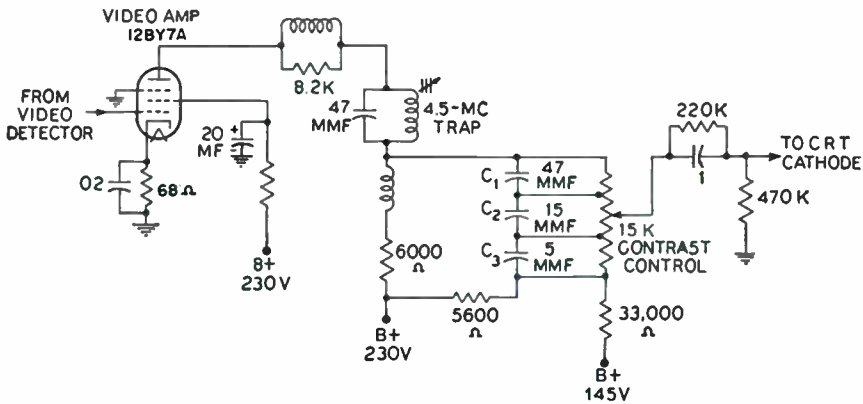 VIDEO AMP
12BY7A
FROM
VIDEO
DETECTOR
02
68Ω
20
MF
+
-
B+
230V
8.2K
47
MMF
4.5-MC
TRAP
6000
Ω
B+
230V
5600
Ω
C1
47
MMF
C2
15
MMF
C3
5
MMF
15 K
CONTRAST
CONTROL
33,000
Ω
B+
145V
220K
1
TO CRT
CATHODE
470 K